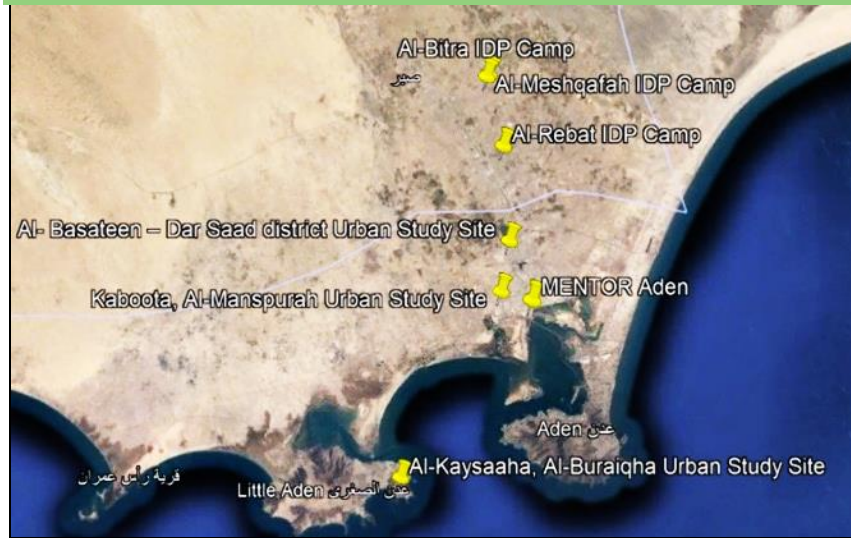 Al-Bitra IDP Camp
صبر
Al-Meshqafah IDP Camp
Al-Rebat IDP Camp
Al- Basateen – Dar Saad district Urban Study Site
Kaboota, Al-Manspurah Urban Study Site
MENTOR Aden
Aden عدن
Al-Kaysaaha, Al-Buraiqha Urban Study Site
قرية رأس عمران
Little Aden عدن الصغرى